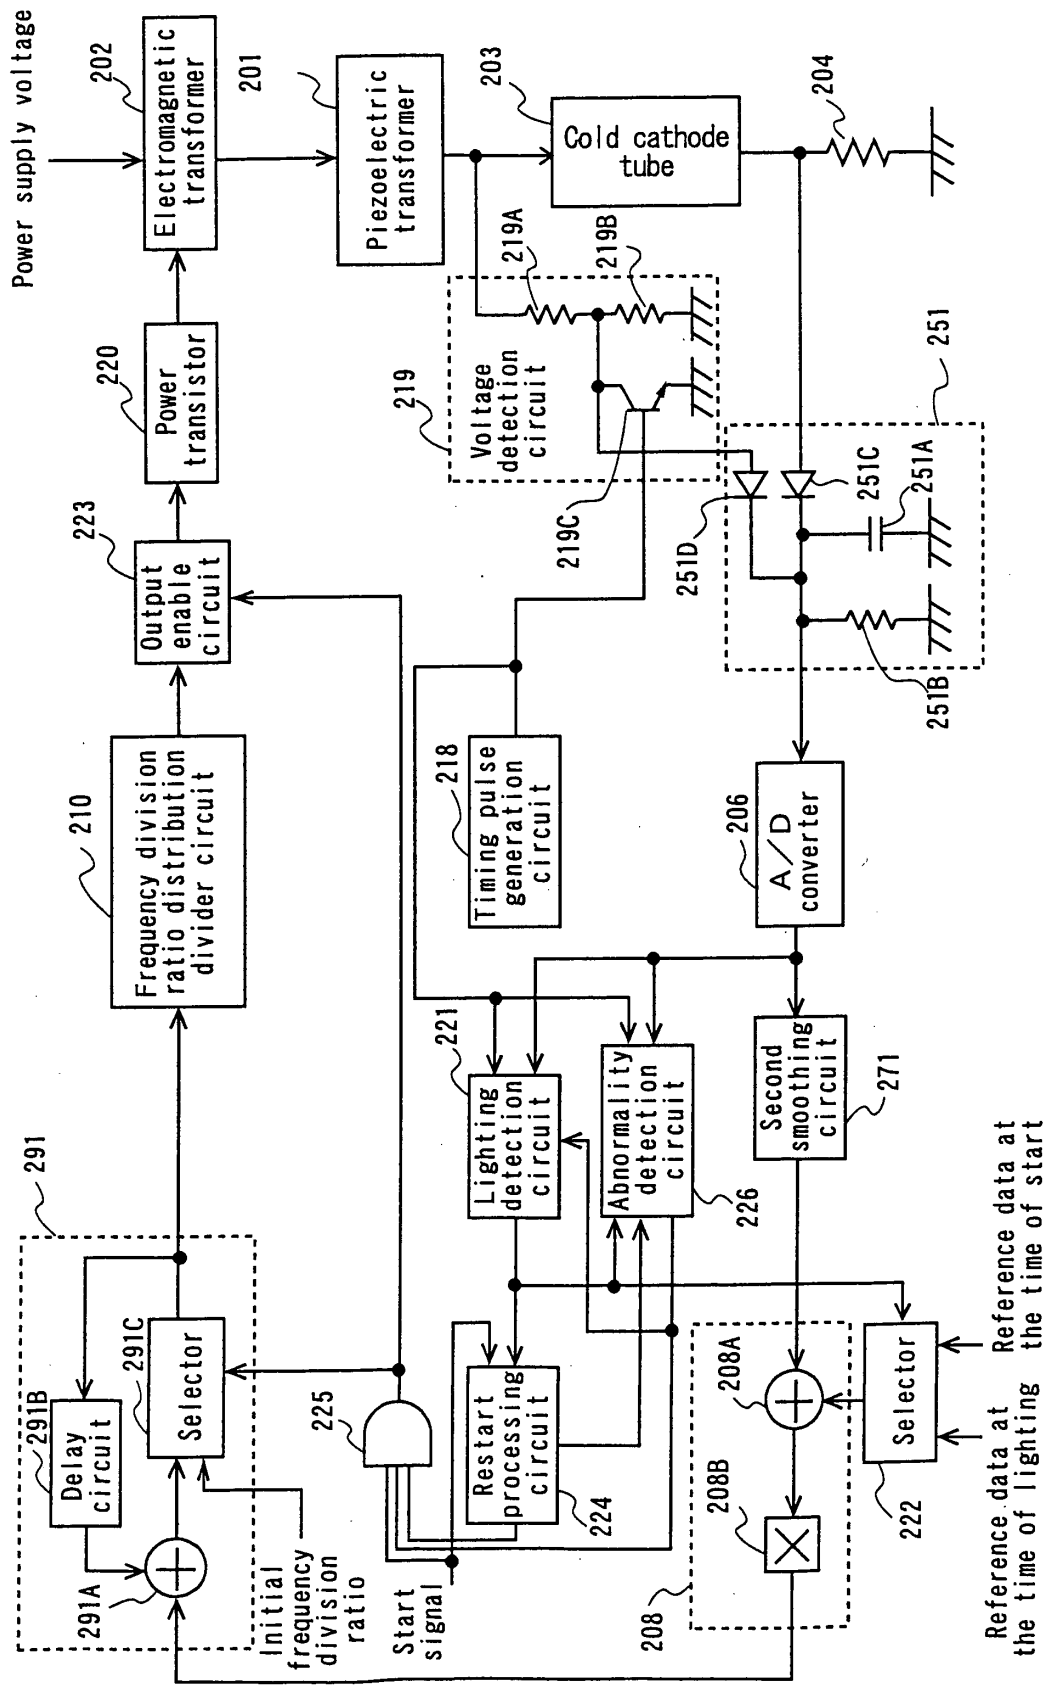 Power supply voltage
202
Electromagnetic
transformer
201
Piezoelectric
transformer
203
Cold cathode
tube
204
220
Power
transistor
219
Voltage
detection
circuit
219A
219B
219C
251
251D
251C
251A
251B
223
Output
enable
circuit
210
Frequency division
ratio distribution
divider circuit
218
Timing pulse
generation
circuit
206
A/D
converter
221
Lighting
detection
circuit
Abnormality
detection
circuit
226
Second
smoothing
circuit
271
291
291B
Delay
circuit
291C
Selector
291A
Initial
frequency
division
ratio
225
Restart
processing
circuit
224
Start
signal
208
208A
208B
Selector
222
Reference data at
the time of lighting
Reference data at
the time of start